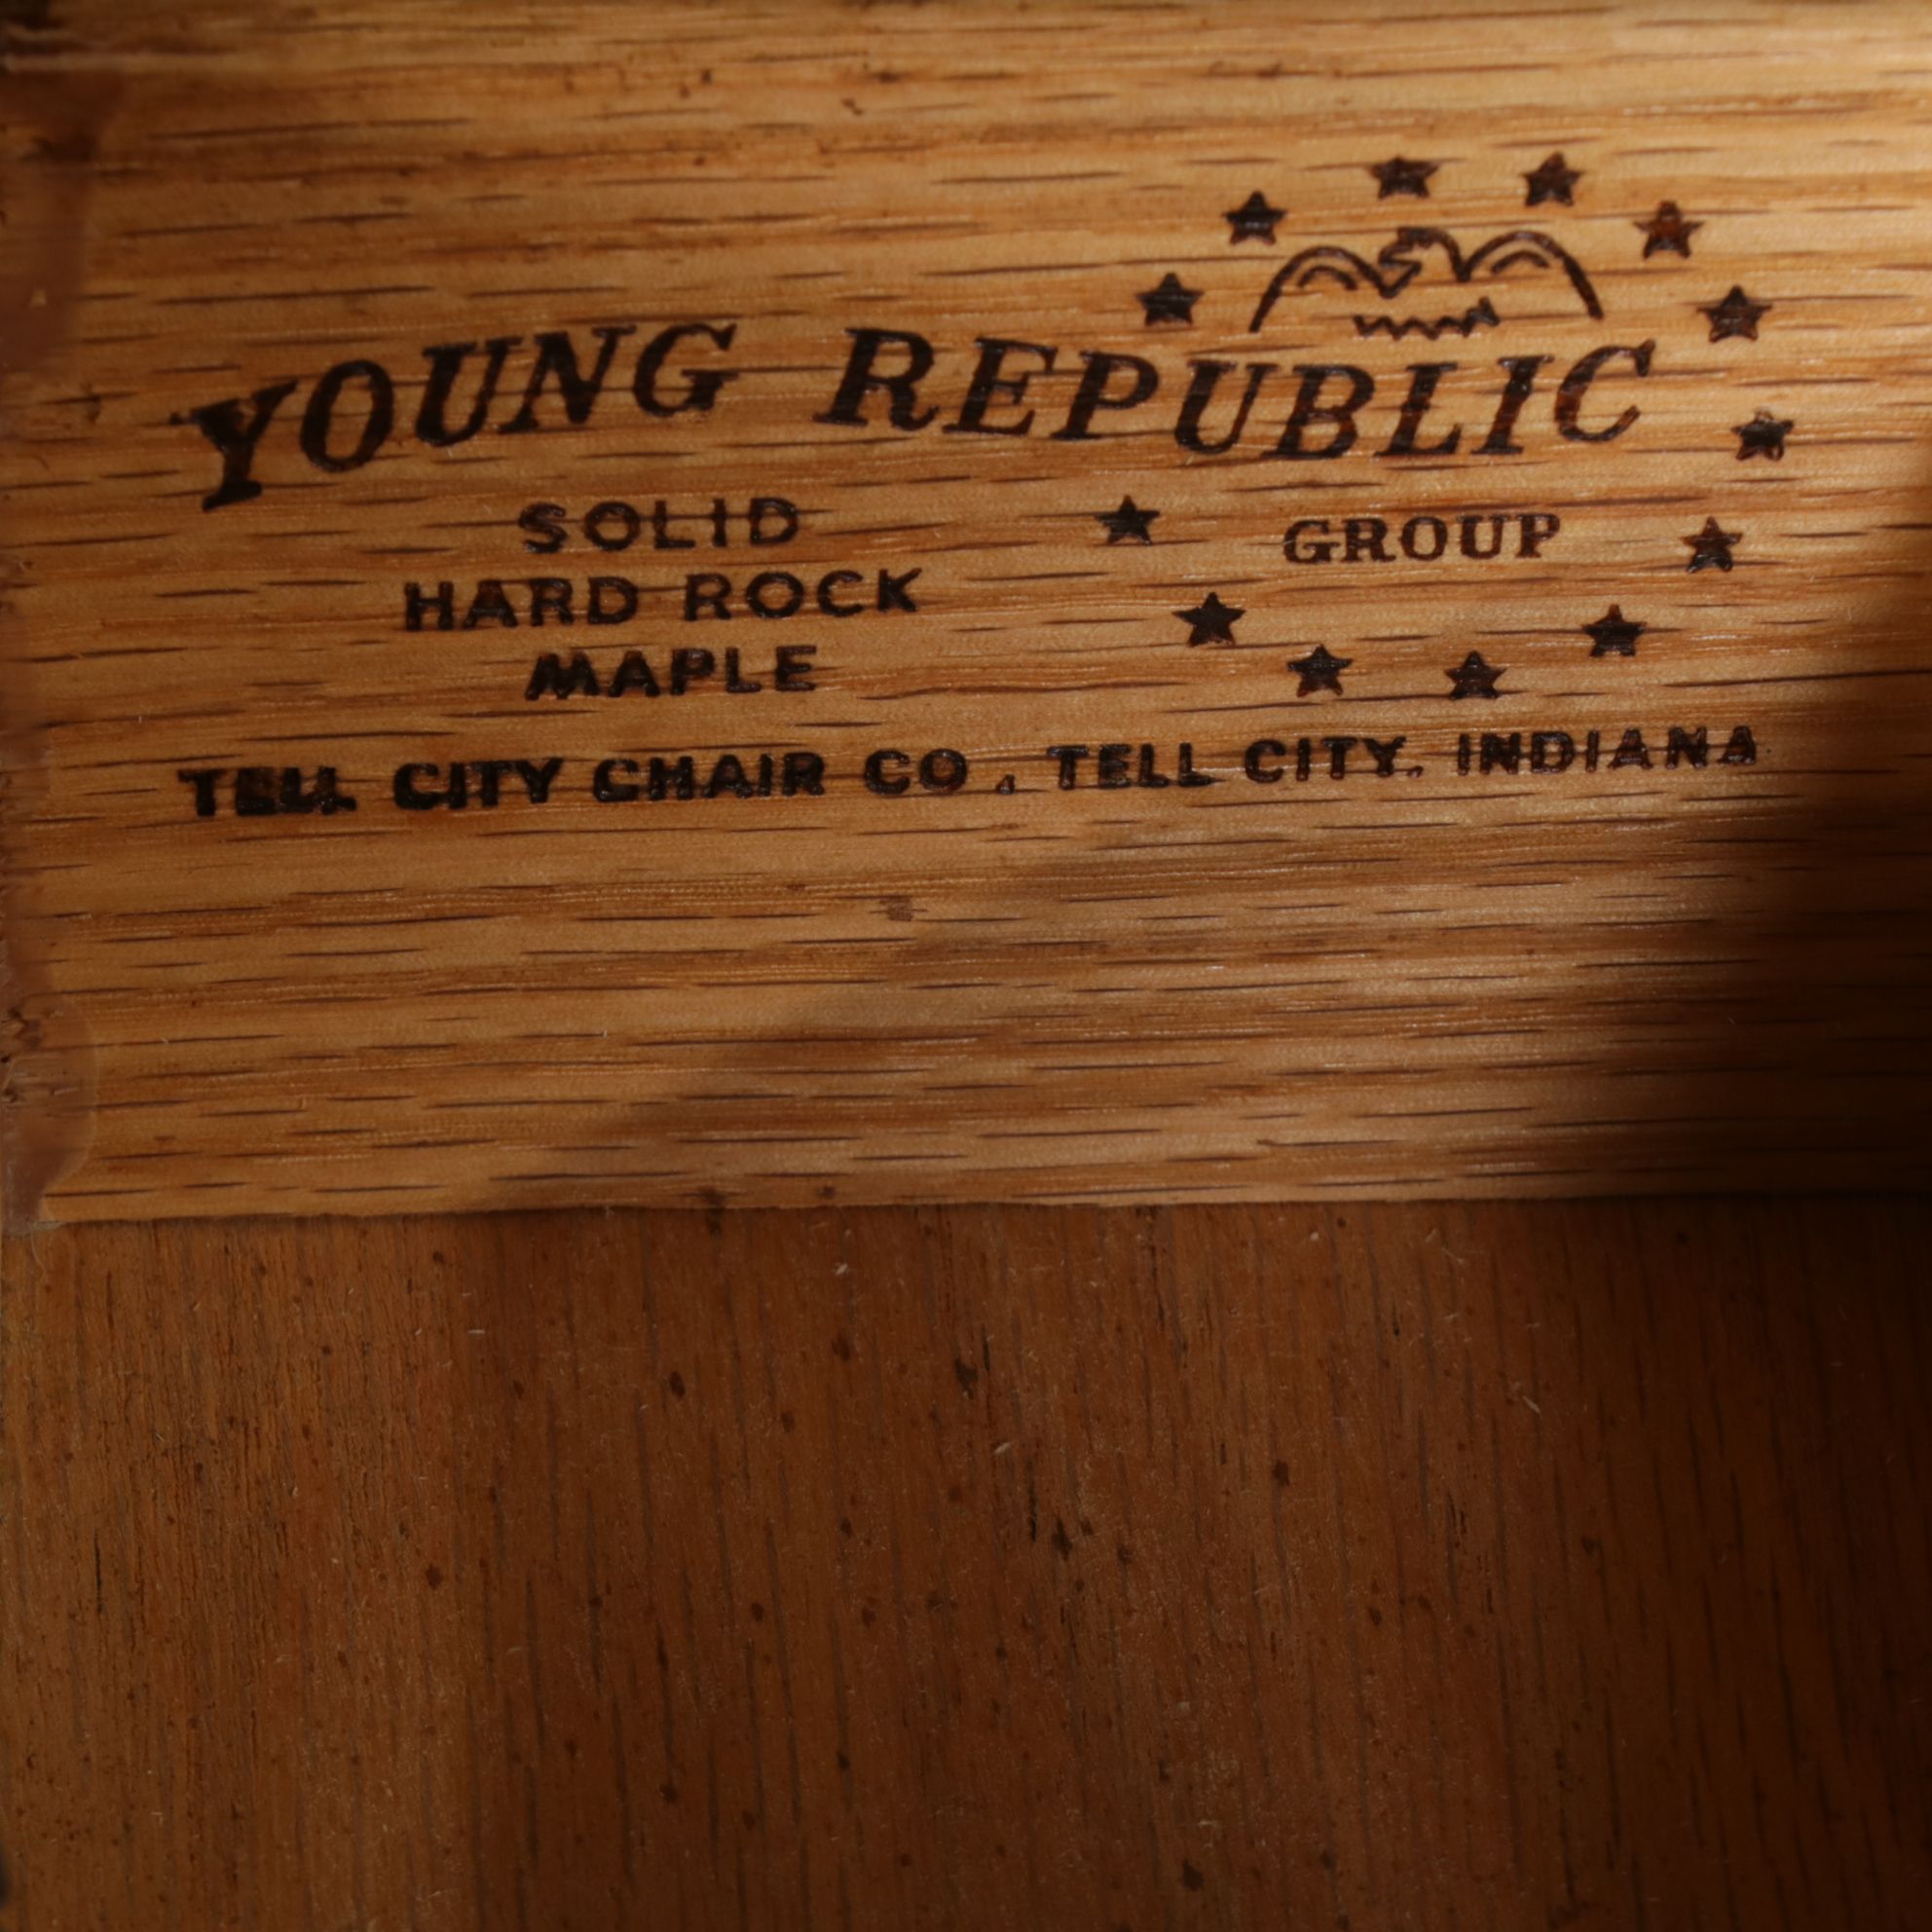 YOUNG REPUBLIC
SOLID
HARD ROCK
MAPLE
GROUP
TELL CITY CHAIR CO. TELL CITY, INDIANA